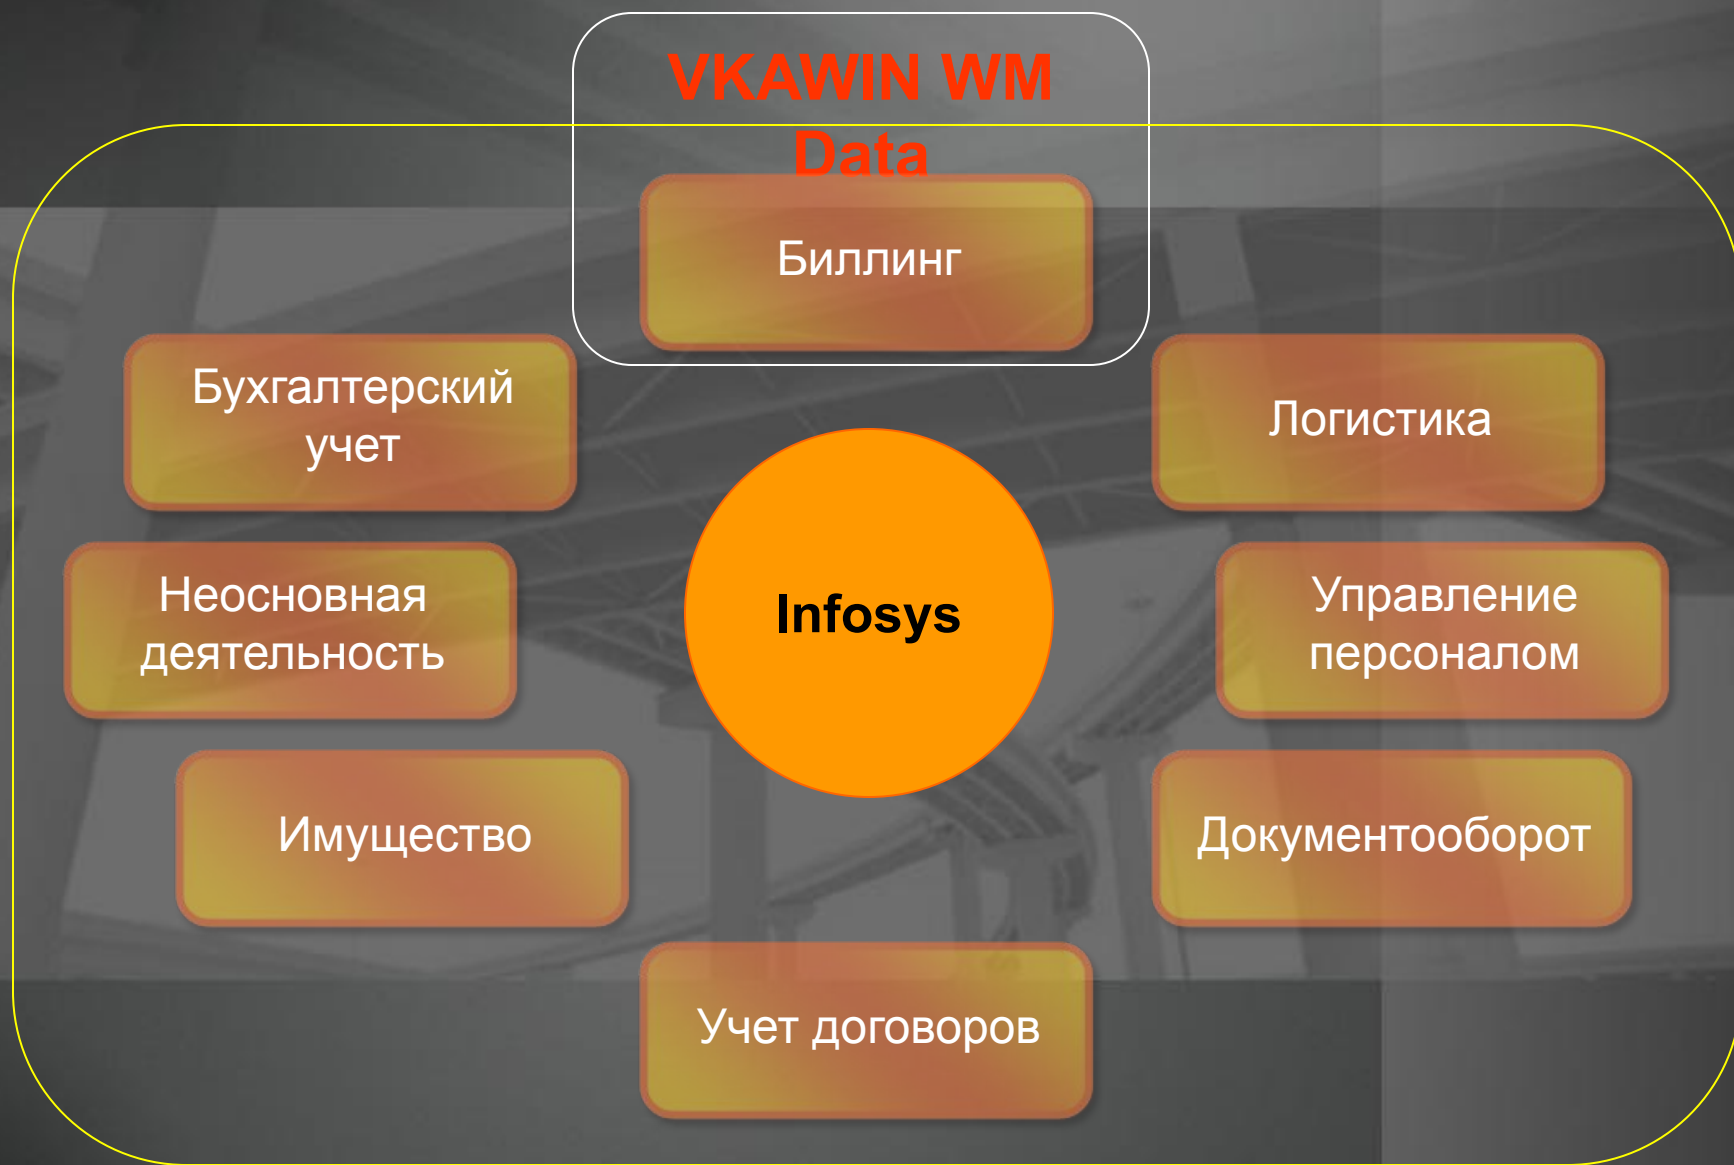 VKAWIN WM
Data
Биллинг
Бухгалтерский
учет
Логистика
Неосновная
деятельность
Infosys
Управление
персоналом
Имущество
Документооборот
Учет договоров